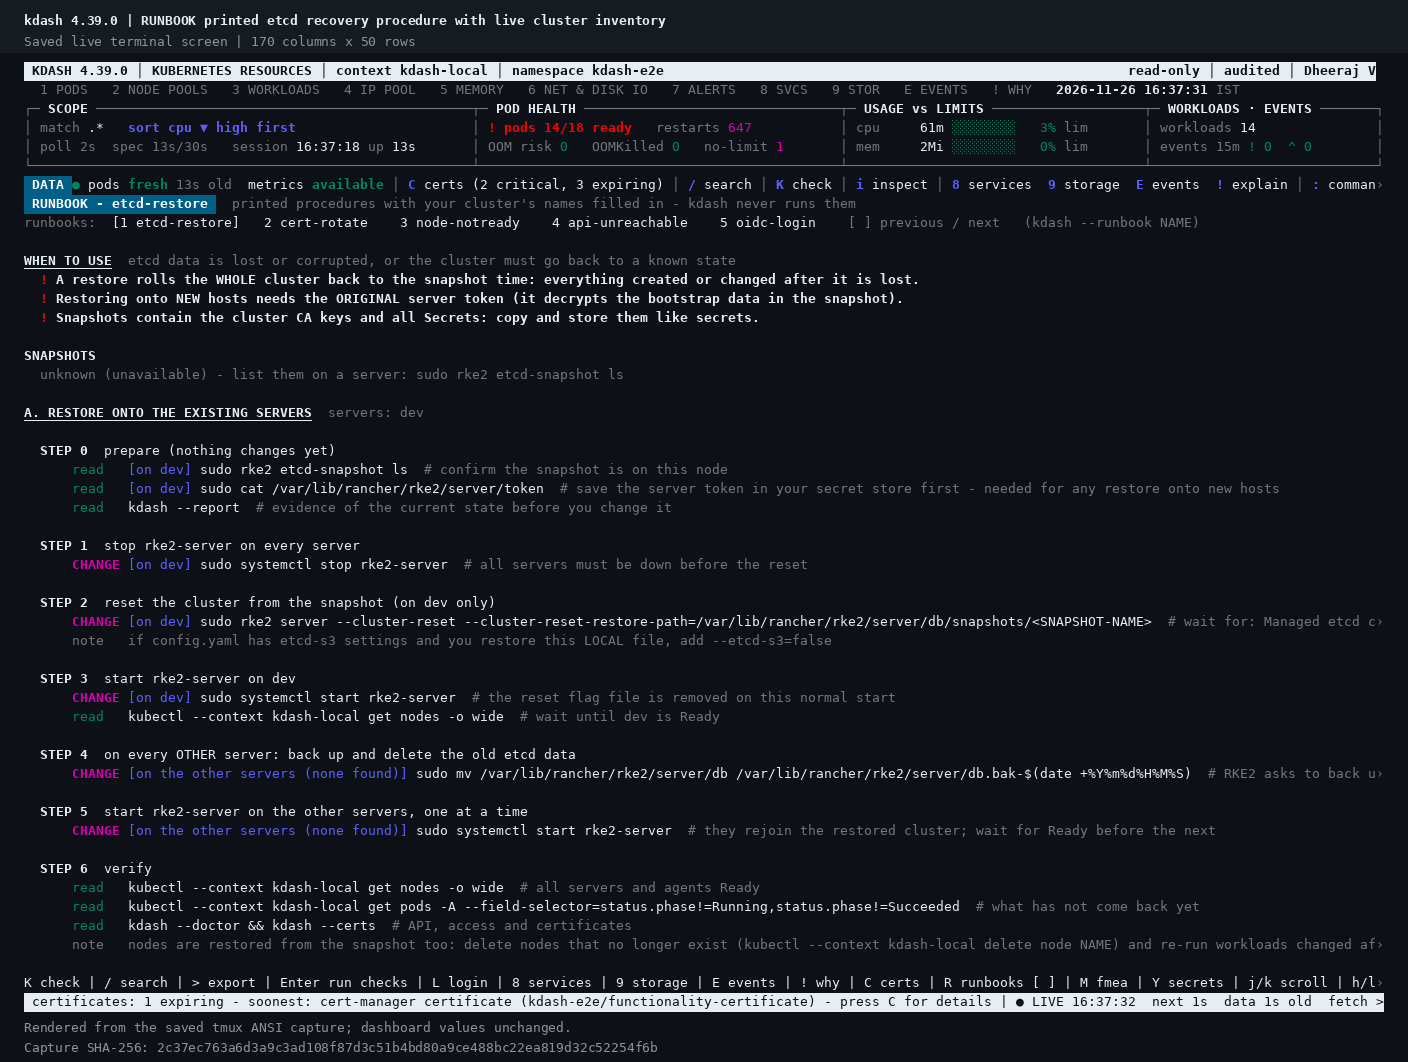 kdash 4.39.0 | RUNBOOK printed etcd recovery procedure with live cluster inventory
Saved live terminal screen | 170 columns x 50 rows
KDASH 4.39.0 │ KUBERNETES RESOURCES │ context kdash-local │ namespace kdash-e2e read-only │ audited │ Dheeraj V
1 PODS 2 NODE POOLS 3 WORKLOADS 4 IP POOL 5 MEMORY 6 NET & DISK IO 7 ALERTS 8 SVCS 9 STOR E EVENTS ! WHY 2026-11-26 16:37:31 IST
SCOPE POD HEALTH USAGE vs LIMITS WORKLOADS · EVENTS
match .* sort cpu ▼ high first │ ! pods 14/18 ready restarts 647 │ cpu 61m ░░░░░░░░ 3% lim │ workloads 14
poll 2s spec 13s/30s session 16:37:18 up 13s │ OOM risk 0 OOMKilled 0 no-limit 1 │ mem 2Mi ░░░░░░░░ 0% lim │ events 15m ! 0 ^ 0
DATA ● pods fresh 13s old metrics available │ C certs (2 critical, 3 expiring) │ / search │ K check │ i inspect │ 8 services 9 storage E events ! explain │ : comman›
RUNBOOK - etcd-restore printed procedures with your cluster's names filled in - kdash never runs them
runbooks: [1 etcd-restore] 2 cert-rotate 3 node-notready 4 api-unreachable 5 oidc-login [ ] previous / next (kdash --runbook NAME)
WHEN TO USE etcd data is lost or corrupted, or the cluster must go back to a known state
! A restore rolls the WHOLE cluster back to the snapshot time: everything created or changed after it is lost.
! Restoring onto NEW hosts needs the ORIGINAL server token (it decrypts the bootstrap data in the snapshot).
! Snapshots contain the cluster CA keys and all Secrets: copy and store them like secrets.
SNAPSHOTS
unknown (unavailable) - list them on a server: sudo rke2 etcd-snapshot ls
A. RESTORE ONTO THE EXISTING SERVERS servers: dev
STEP 0 prepare (nothing changes yet)
read [on dev] sudo rke2 etcd-snapshot ls # confirm the snapshot is on this node
read [on dev] sudo cat /var/lib/rancher/rke2/server/token # save the server token in your secret store first - needed for any restore onto new hosts
read kdash --report # evidence of the current state before you change it
STEP 1 stop rke2-server on every server
CHANGE [on dev] sudo systemctl stop rke2-server # all servers must be down before the reset
STEP 2 reset the cluster from the snapshot (on dev only)
CHANGE [on dev] sudo rke2 server --cluster-reset --cluster-reset-restore-path=/var/lib/rancher/rke2/server/db/snapshots/<SNAPSHOT-NAME> # wait for: Managed etcd c›
note if config.yaml has etcd-s3 settings and you restore this LOCAL file, add --etcd-s3=false
STEP 3 start rke2-server on dev
CHANGE [on dev] sudo systemctl start rke2-server # the reset flag file is removed on this normal start
read kubectl --context kdash-local get nodes -o wide # wait until dev is Ready
STEP 4 on every OTHER server: back up and delete the old etcd data
CHANGE [on the other servers (none found)] sudo mv /var/lib/rancher/rke2/server/db /var/lib/rancher/rke2/server/db.bak-$(date +%Y%m%d%H%M%S) # RKE2 asks to back u›
STEP 5 start rke2-server on the other servers, one at a time
CHANGE [on the other servers (none found)] sudo systemctl start rke2-server # they rejoin the restored cluster; wait for Ready before the next
STEP 6 verify
read kubectl --context kdash-local get nodes -o wide # all servers and agents Ready
read kubectl --context kdash-local get pods -A --field-selector=status.phase!=Running,status.phase!=Succeeded # what has not come back yet
read kdash --doctor && kdash --certs # API, access and certificates
note nodes are restored from the snapshot too: delete nodes that no longer exist (kubectl --context kdash-local delete node NAME) and re-run workloads changed af›
K check | / search | > export | Enter run checks | L login | 8 services | 9 storage | E events | ! why | C certs | R runbooks [ ] | M fmea | Y secrets | j/k scroll | h/l›
certificates: 1 expiring - soonest: cert-manager certificate (kdash-e2e/functionality-certificate) - press C for details | ● LIVE 16:37:32 next 1s data 1s old fetch >
Rendered from the saved tmux ANSI capture; dashboard values unchanged.
Capture SHA-256: 2c37ec763a6d3a9c3ad108f87d3c51b4bd80a9ce488bc22ea819d32c52254f6b